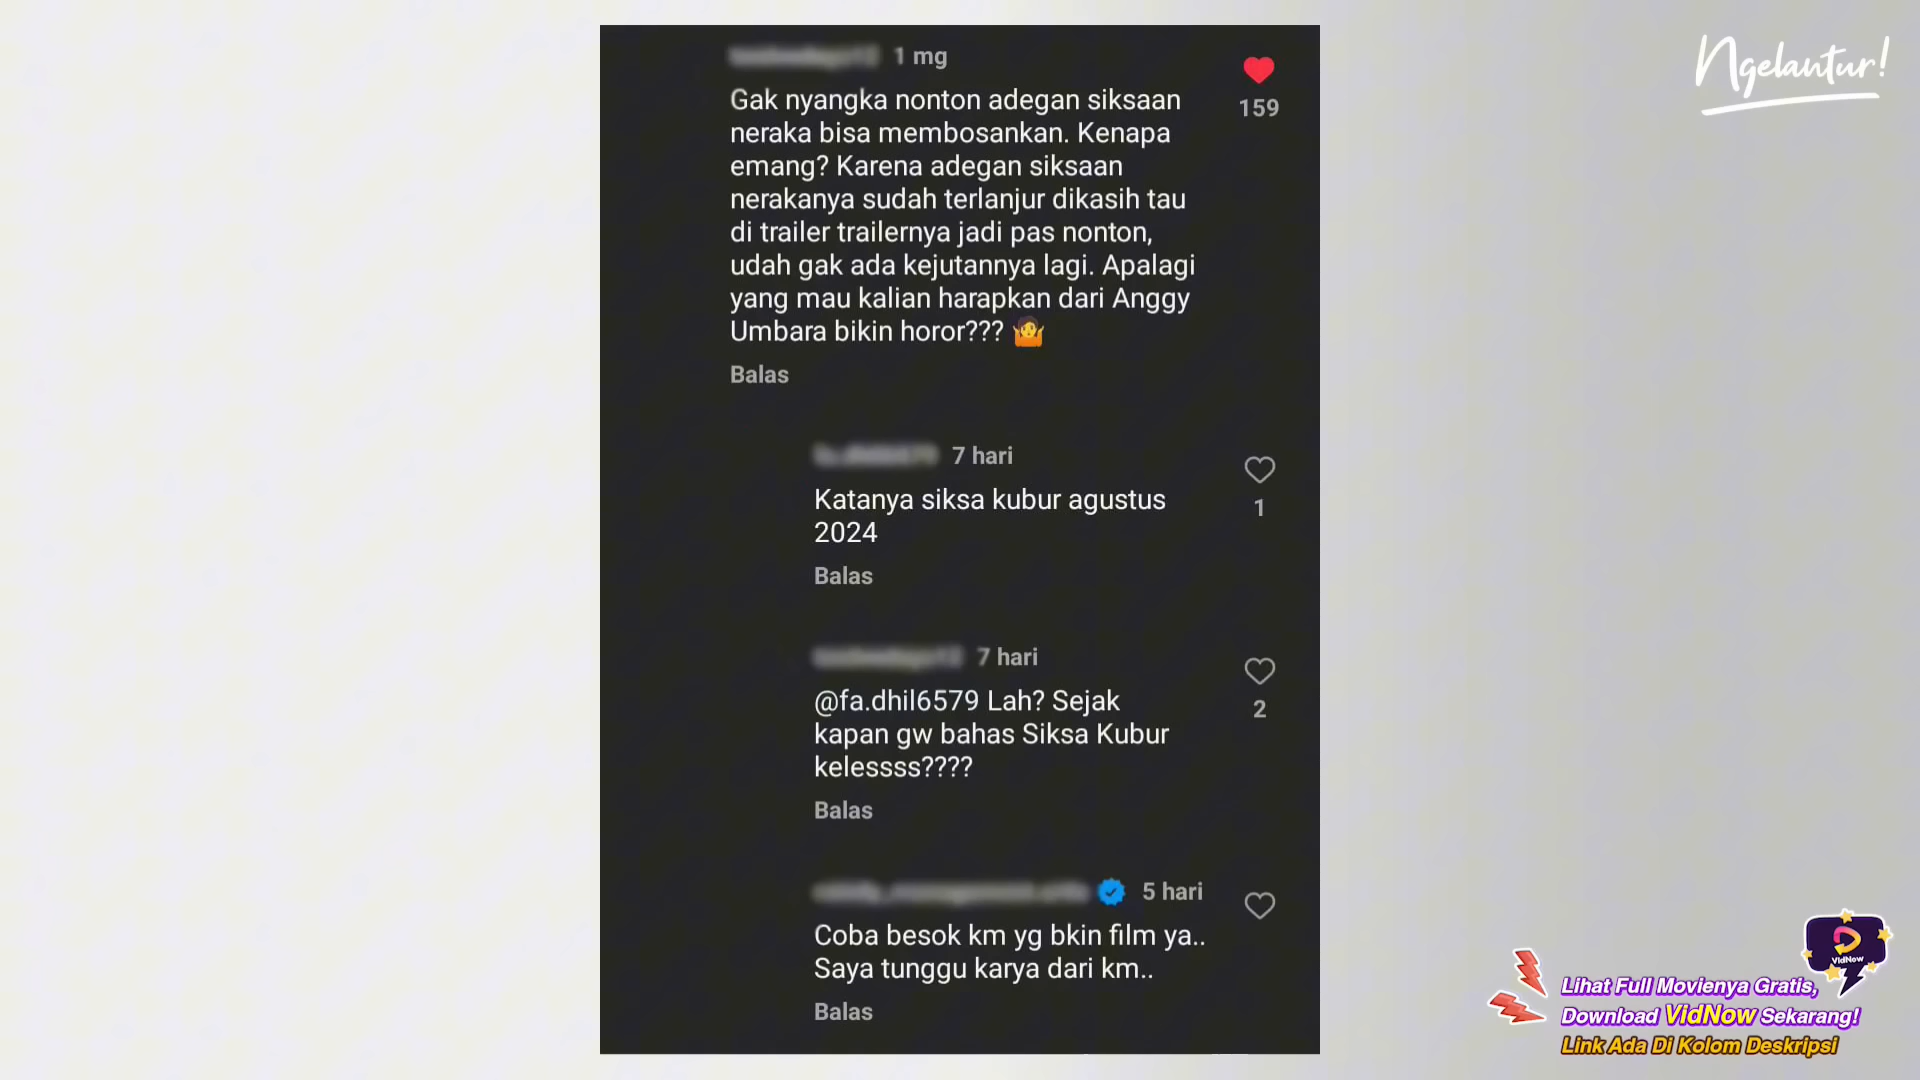 Ngelantur!
1 mg
Gak nyangka nonton adegan siksaan
neraka bisa membosankan. Kenapa
emang? Karena adegan siksaan
nerakanya sudah terlanjur dikasih tau
di trailer trailernya jadi pas nonton,
udah gak ada kejutannya lagi. Apalagi
yang mau kalian harapkan dari Anggy
Umbara bikin horor??? 🤷
159
Balas
7 hari
Katanya siksa kubur agustus
2024
1
Balas
7 hari
@fa.dhil6579 Lah? Sejak
kapan gw bahas Siksa Kubur
kelessss????
2
Balas
5 hari
Coba besok km yg bkin film ya..
Saya tunggu karya dari km..
Balas
VidNow
Lihat Full Movienya Gratis,
Download VidNow Sekarang!
Link Ada Di Kolom Deskripsi